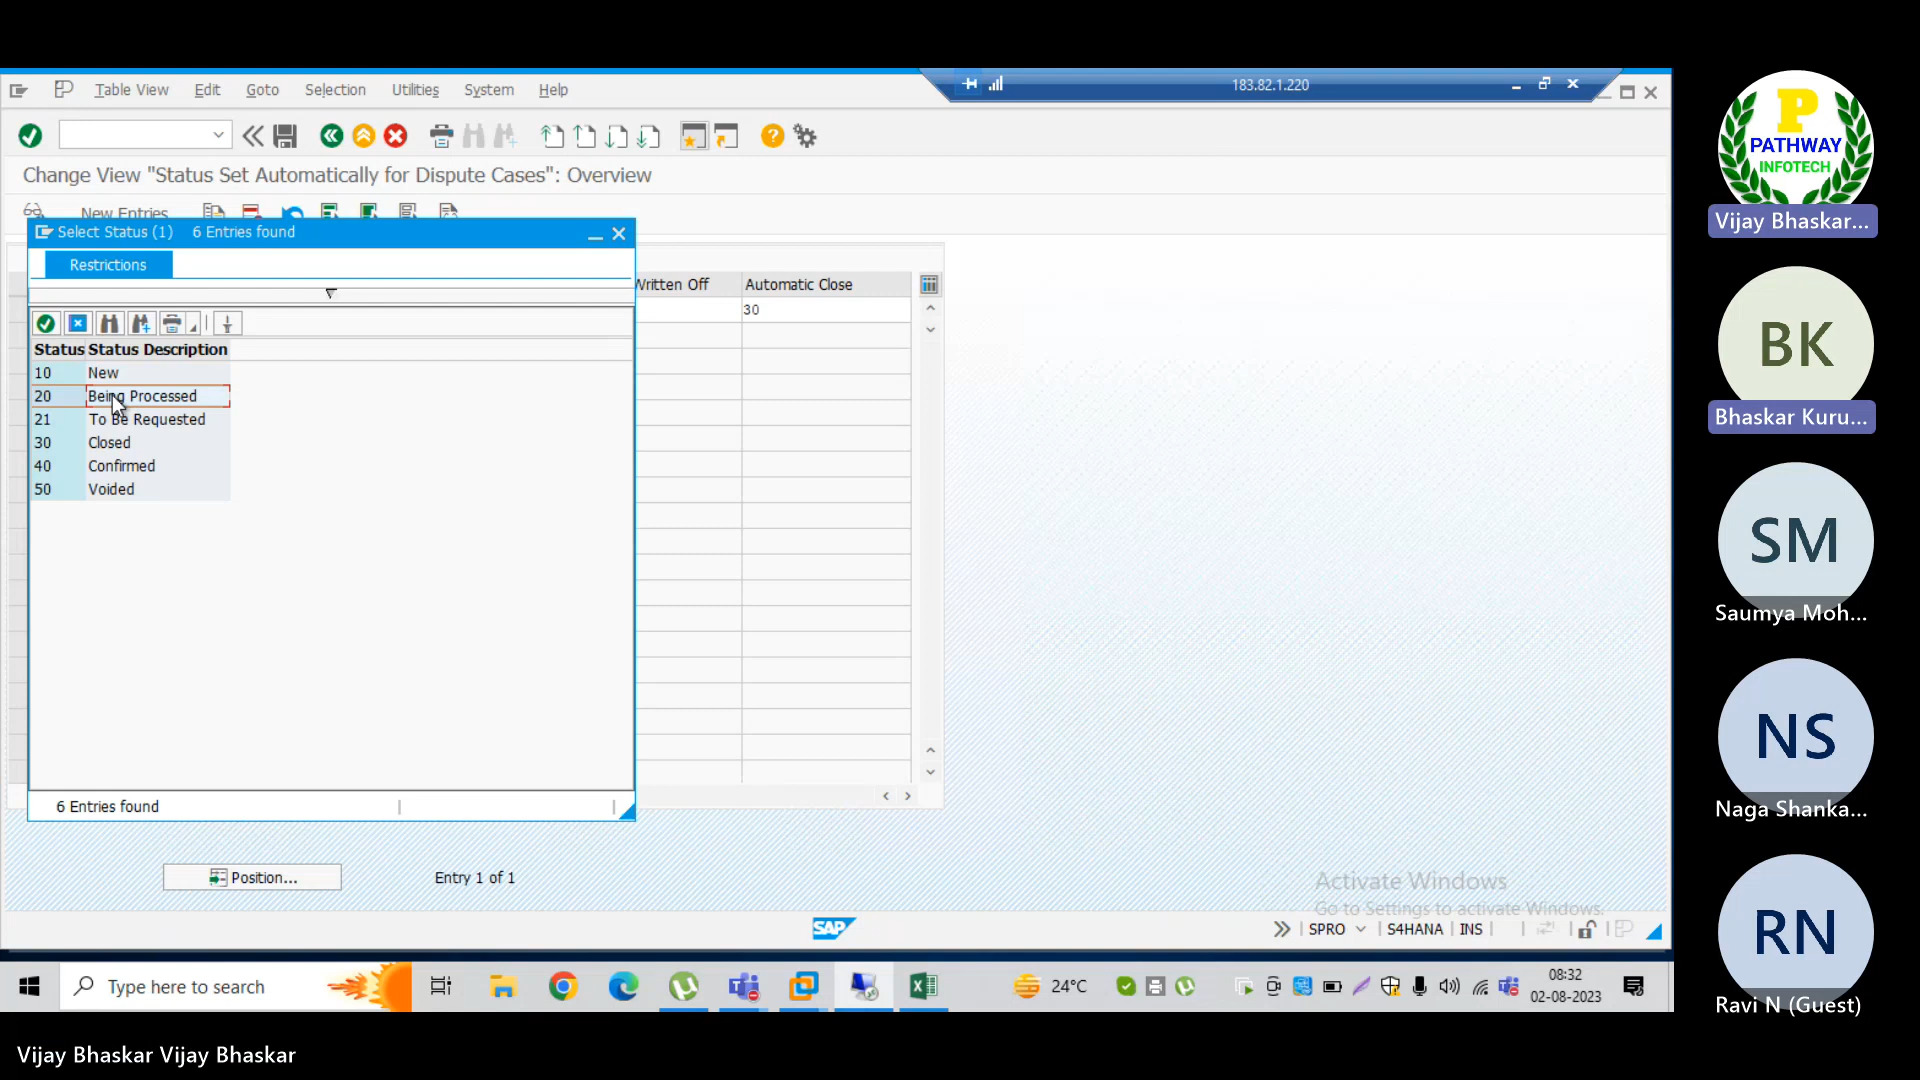 Table View Edit Goto Selection Utilities System Help
183.82.1.220
Change View "Status Set Automatically for Dispute Cases": Overview
New Entries
Select Status (1) 6 Entries found
Restrictions
Written Off Automatic Close
30
Status Status Description
10 New
20 Being Processed
21 To Be Requested
30 Closed
40 Confirmed
50 Voided
6 Entries found
Position...
Entry 1 of 1
Activate Windows
Go to Settings to activate Windows.
SAP
SPRO S4HANA INS
Type here to search
24°C
08:32
02-08-2023
P
PATHWAY
INFOTECH
Vijay Bhaskar...
BK
Bhaskar Kuru...
SM
Saumya Moh...
NS
Naga Shanka...
RN
Ravi N (Guest)
Vijay Bhaskar Vijay Bhaskar